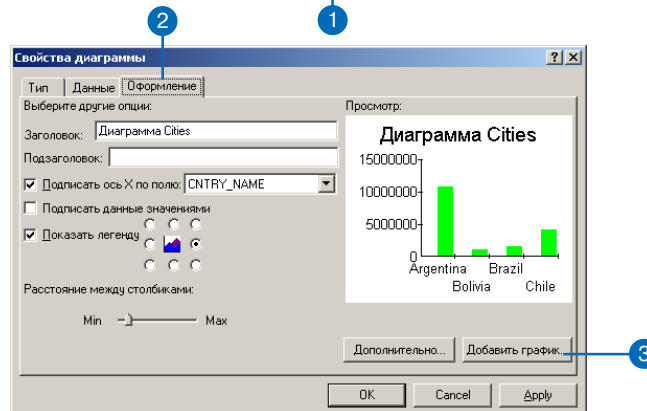 1
2
Свойства диаграммы
Тип Данные Оформление
Выберите другие опции:
Заголовок: Диаграмма Cities
Подзаголовок:
Подписать ось X по полю: CNTRY_NAME
Подписать данные значениями
Показать легенду
Расстояние между столбиками:
Min Max
Просмотр:
Диаграмма Cities
15000000
10000000
5000000
0
Argentina Brazil
Bolivia Chile
Дополнительно... Добавить график...
3
OK Cancel Apply